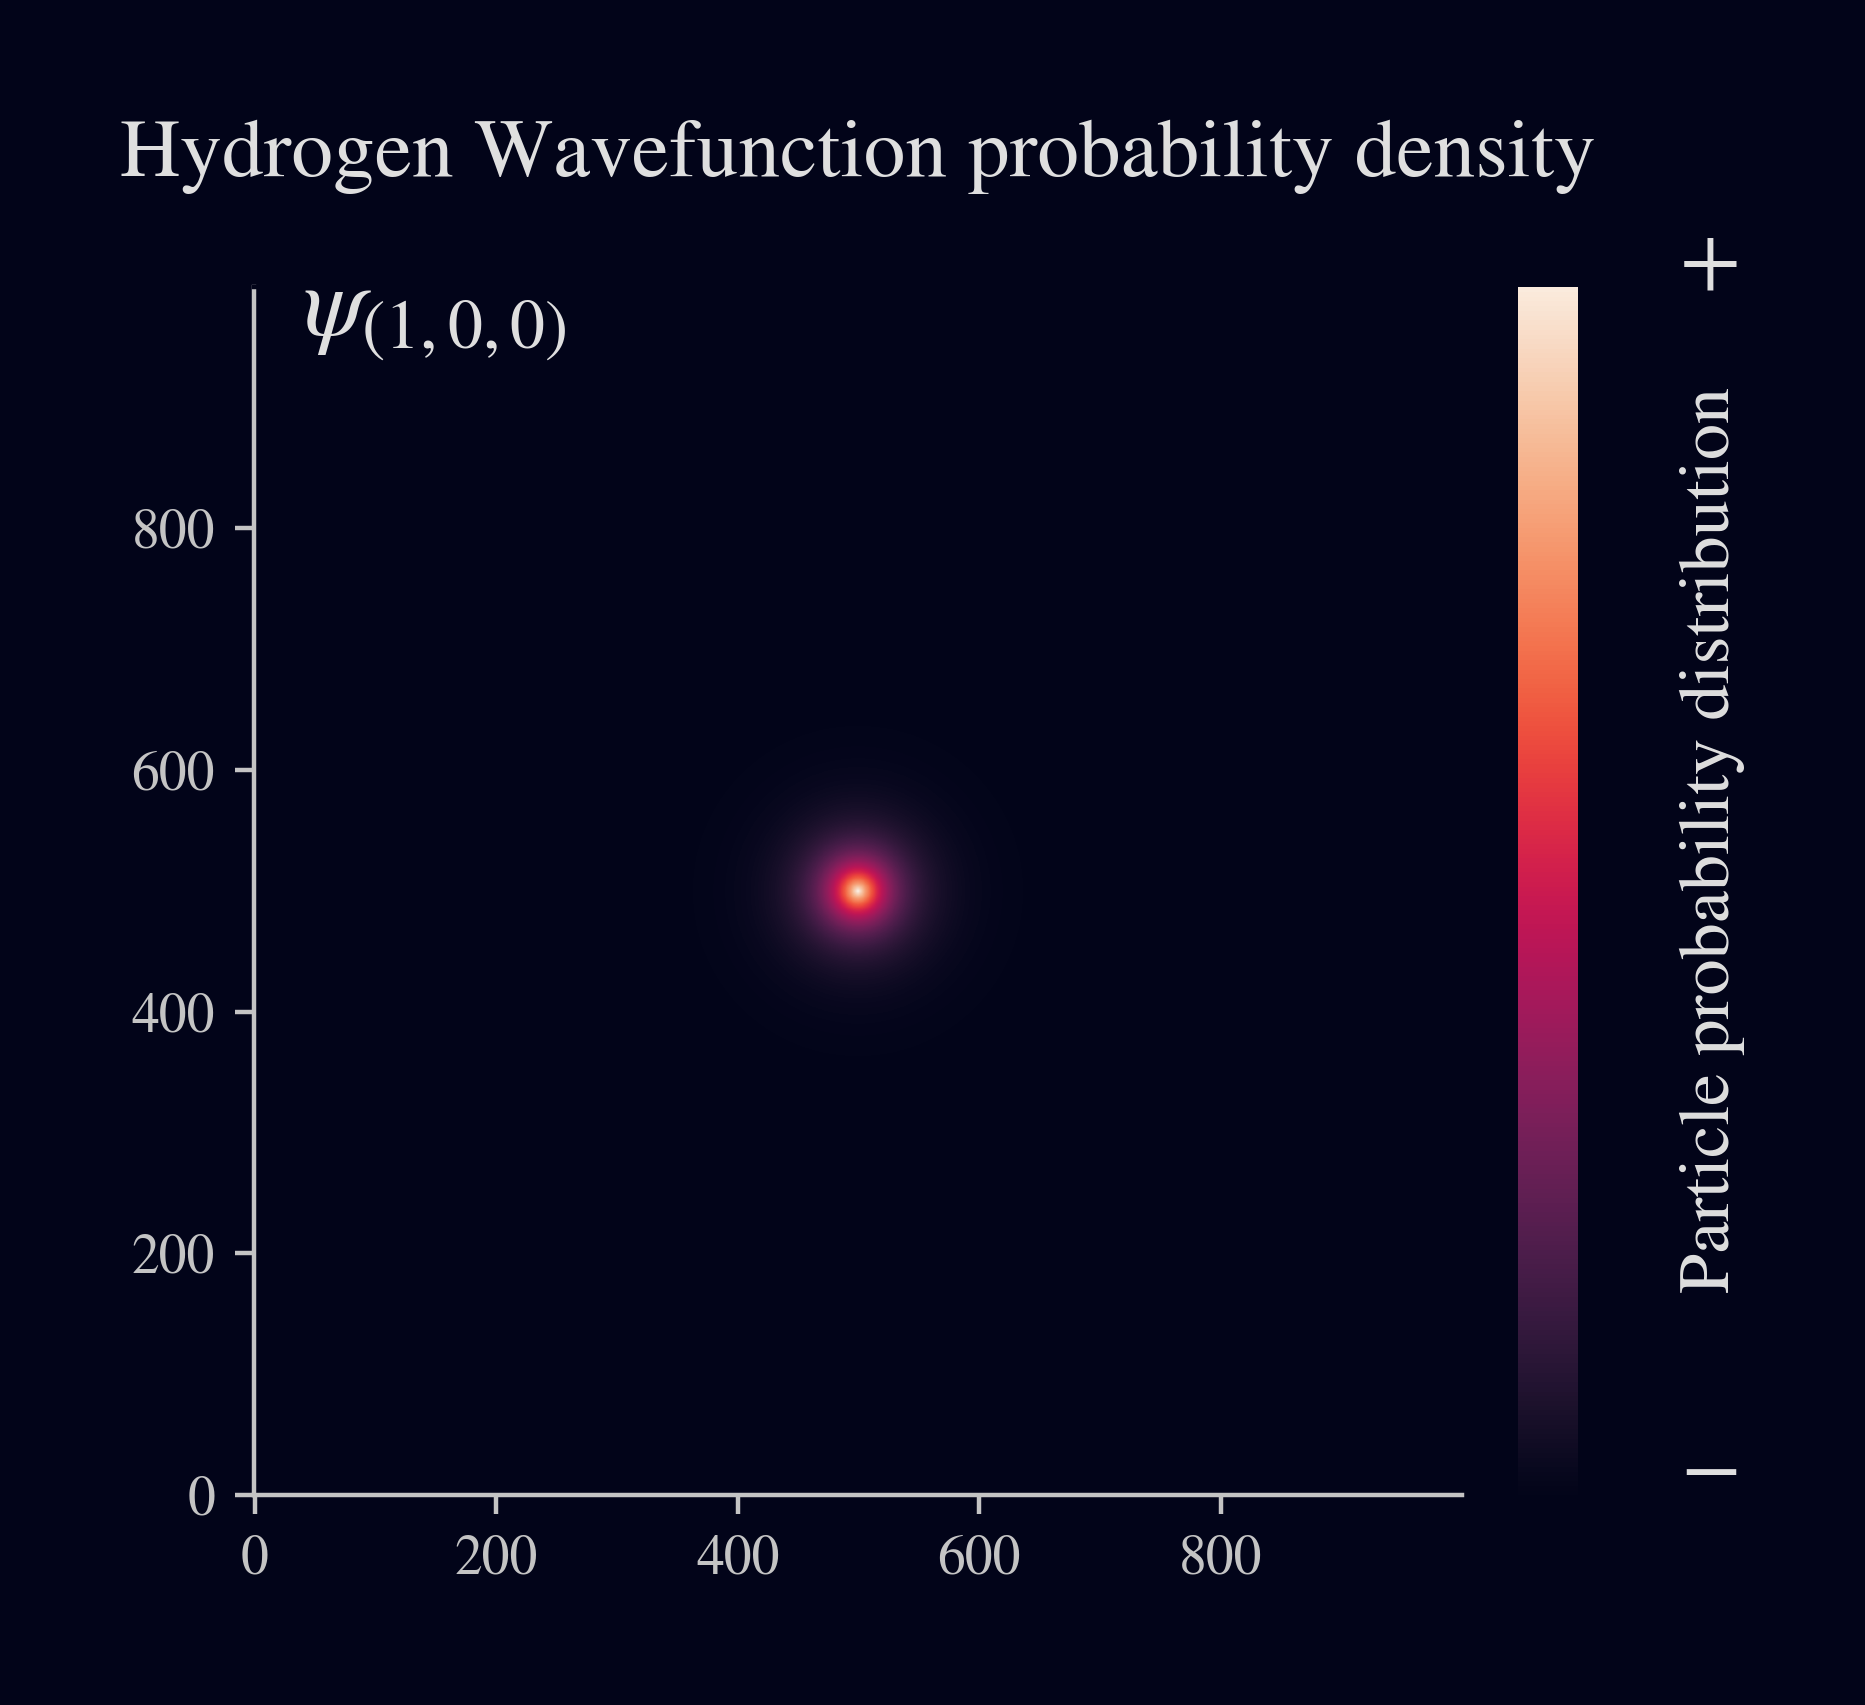 Hydrogen Wavefunction probability density
ψ(1, 0, 0)
800
600
400
200
0
0 200 400 600 800
+
Particle probability distribution
−